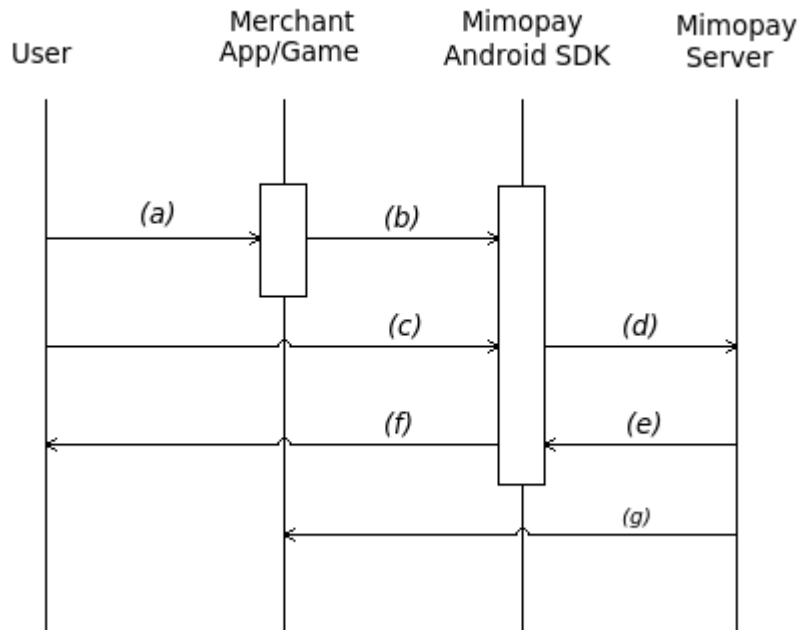 User
Merchant
App/Game
Mimopay
Android SDK
Mimopay
Server
(a)
(b)
(c)
(d)
(f)
(e)
(g)